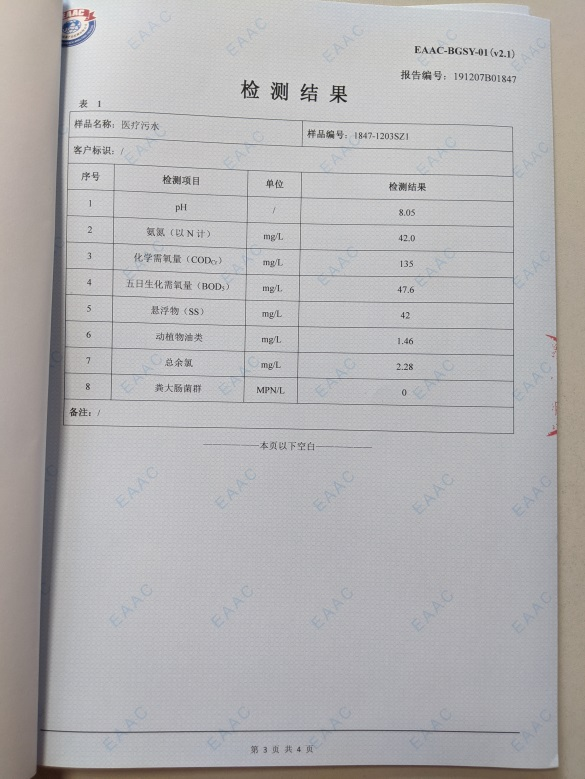 EAAC
EAAC-BGSY-01(v2.1)
报告编号：191207B01847
检 测 结 果
表 1
样品名称：医疗污水 样品编号：1847-1203SZ1
客户标识：/
序号 检测项目 单位 检测结果
1 pH / 8.05
2 氨氮（以 N 计） mg/L 42.0
3 化学需氧量（CODCr） mg/L 135
4 五日生化需氧量（BOD5） mg/L 47.6
5 悬浮物（SS） mg/L 42
6 动植物油类 mg/L 1.46
7 总余氯 mg/L 2.28
8 粪大肠菌群 MPN/L 0
备注：/
——————本页以下空白——————
第 3 页 共 4 页